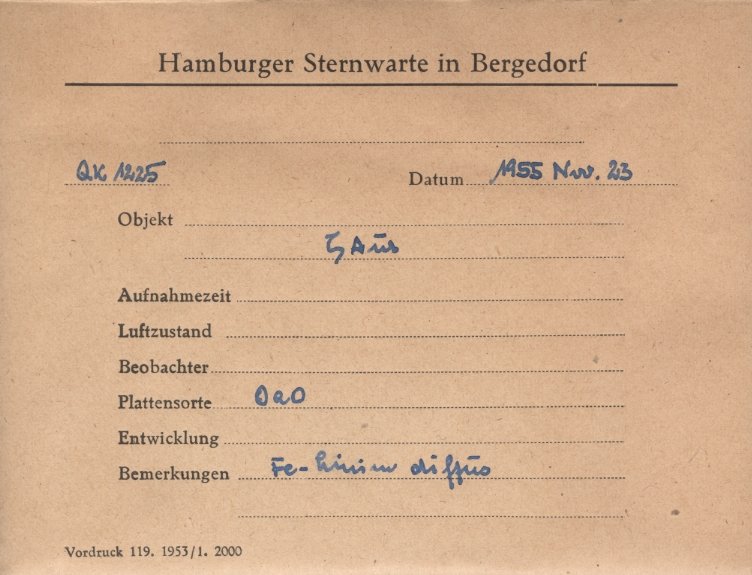 Hamburger Sternwarte in Bergedorf
QK 1225 Datum 1955 Nov. 23
Objekt
ζ Aur
Aufnahmezeit
Luftzustand
Beobachter
Plattensorte OaO
Entwicklung
Bemerkungen Fe-Linien diffus
Vordruck 119. 1953/1. 2000